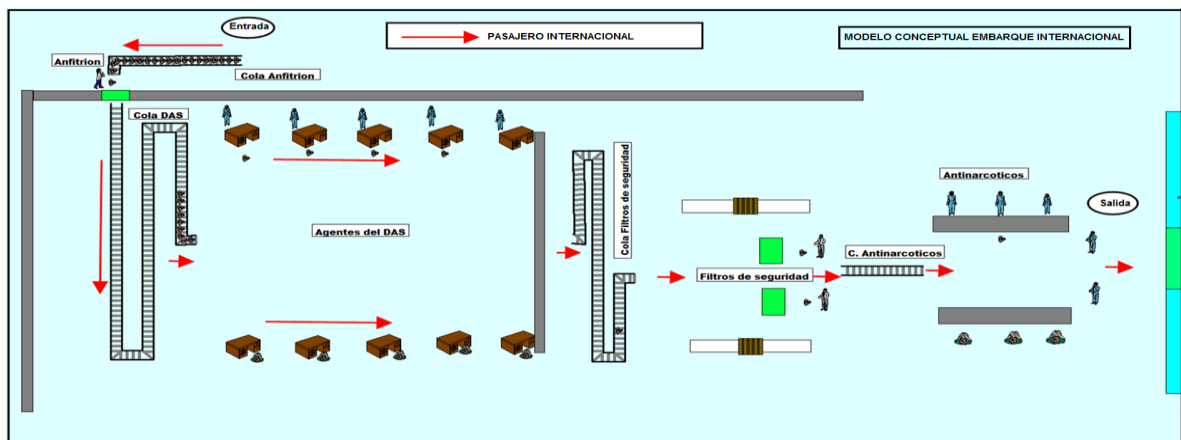 Entrada
PASAJERO INTERNACIONAL
MODELO CONCEPTUAL EMBARQUE INTERNACIONAL
Anfitrion
Cola Anfitrion
Cola DAS
Cola Filtros de seguridad
Antinarcoticos
Salida
Agentes del DAS
C. Antinarcoticos
Filtros de seguridad